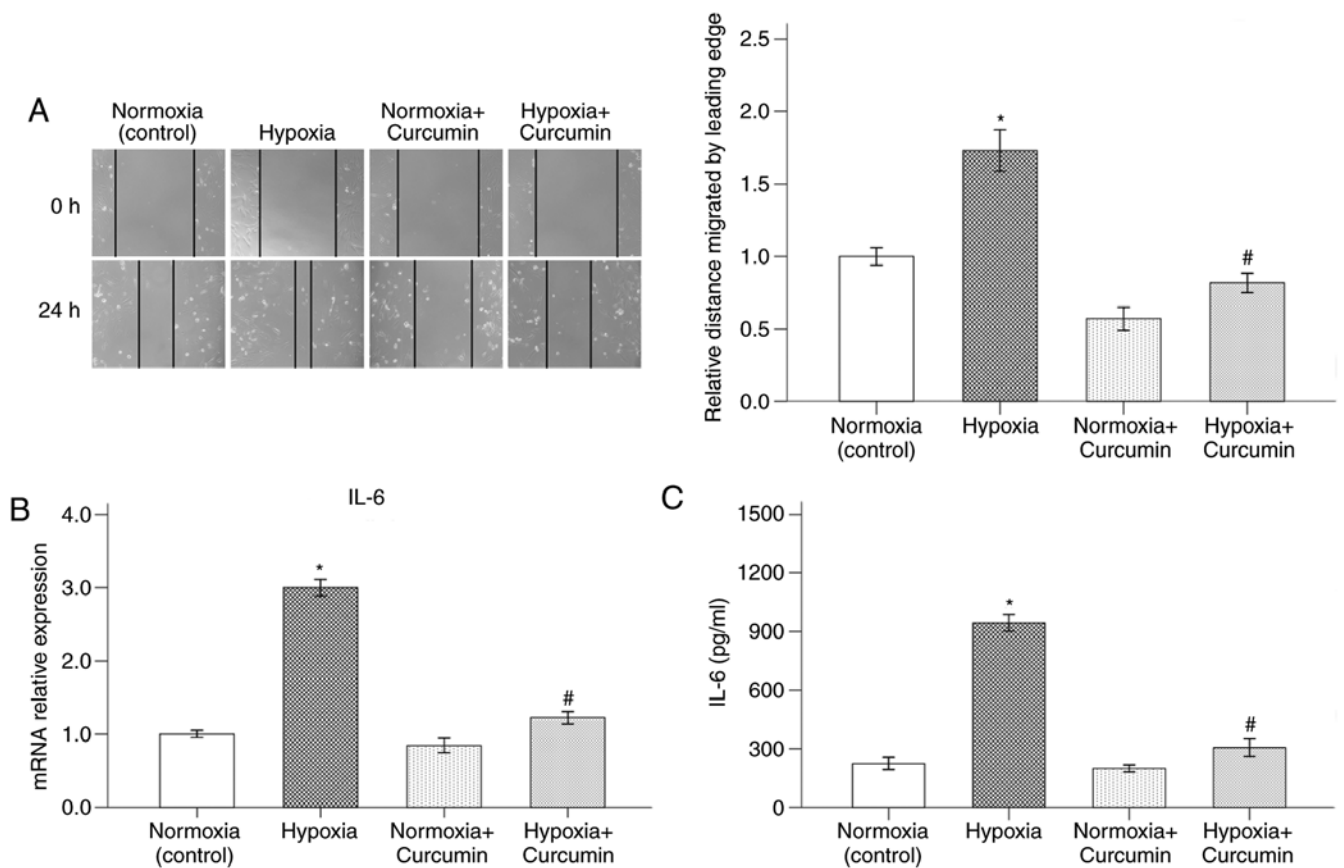 A
Normoxia
(control)
Hypoxia
Normoxia+
Curcumin
Hypoxia+
Curcumin
0 h
24 h
Relative distance migrated by leading edge
2.5
2.0
1.5
1.0
0.5
0.0
*
#
Normoxia
(control)
Hypoxia
Normoxia+
Curcumin
Hypoxia+
Curcumin
B
IL-6
mRNA relative expression
4.0
3.0
2.0
1.0
0.0
*
#
Normoxia
(control)
Hypoxia
Normoxia+
Curcumin
Hypoxia+
Curcumin
C
IL-6 (pg/ml)
1500
1200
900
600
300
0
*
#
Normoxia
(control)
Hypoxia
Normoxia+
Curcumin
Hypoxia+
Curcumin